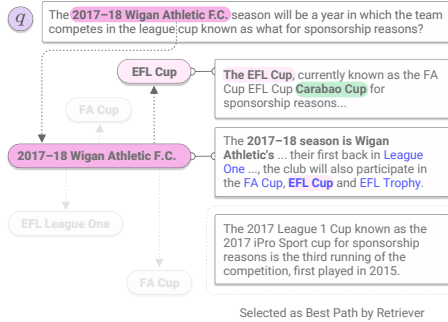 q
The 2017–18 Wigan Athletic F.C. season will be a year in which the team
competes in the league cup known as what for sponsorship reasons?
EFL Cup
The EFL Cup, currently known as the FA
Cup EFL Cup Carabao Cup for
sponsorship reasons...
FA Cup
2017–18 Wigan Athletic F.C.
The 2017–18 season is Wigan
Athletic's ... their first back in League
One ..., the club will also participate in
the FA Cup, EFL Cup and EFL Trophy.
EFL League One
FA Cup
The 2017 League 1 Cup known as the
2017 iPro Sport cup for sponsorship
reasons is the third running of the
competition, first played in 2015.
Selected as Best Path by Retriever